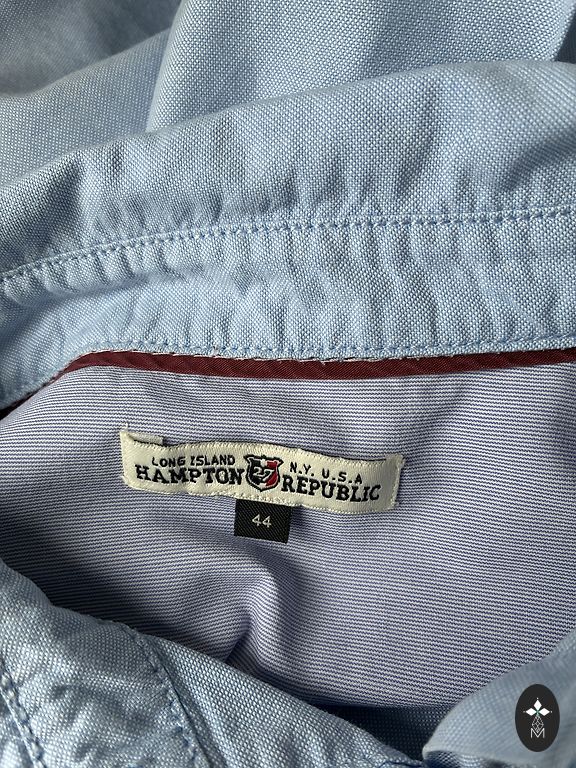 LONG ISLAND N.Y. U.S.A
HAMPTON 27 REPUBLIC
44
M